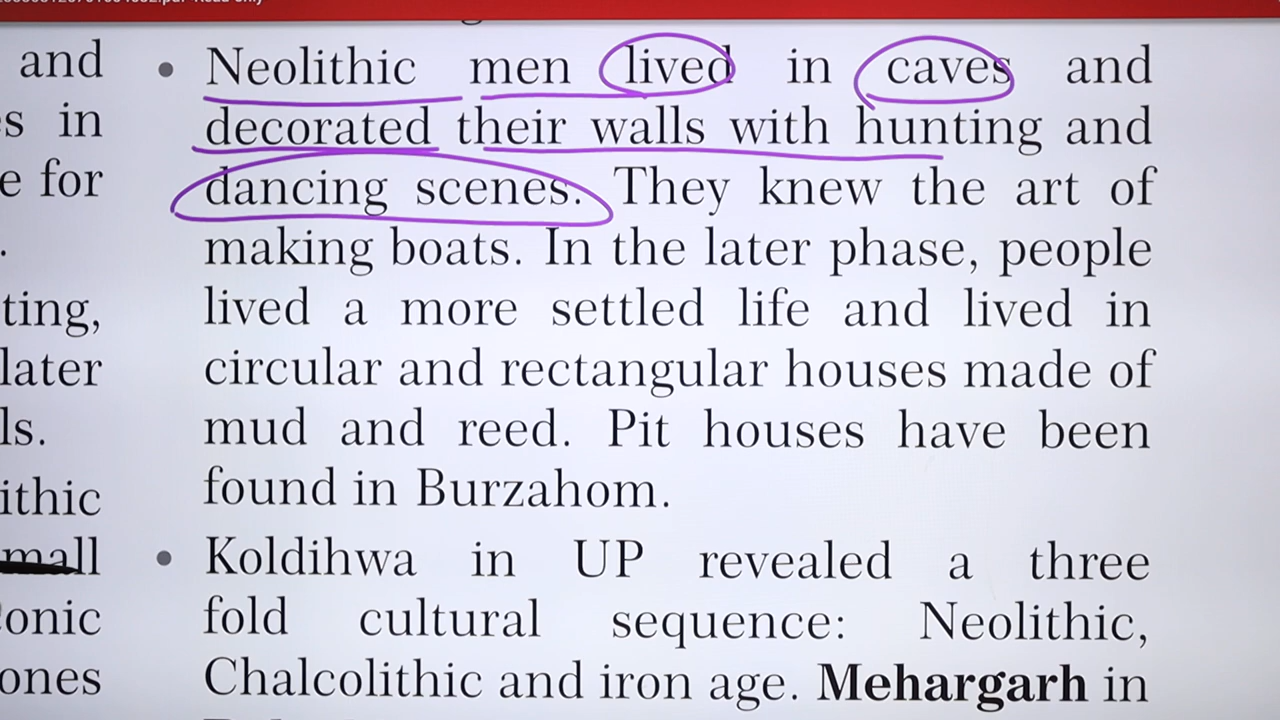 and
s in
e for
.
ting,
later
ls.
ithic
mall
onic
ones
• Neolithic men lived in caves and
decorated their walls with hunting and
dancing scenes. They knew the art of
making boats. In the later phase, people
lived a more settled life and lived in
circular and rectangular houses made of
mud and reed. Pit houses have been
found in Burzahom.
• Koldihwa in UP revealed a three
fold cultural sequence: Neolithic,
Chalcolithic and iron age. Mehargarh in